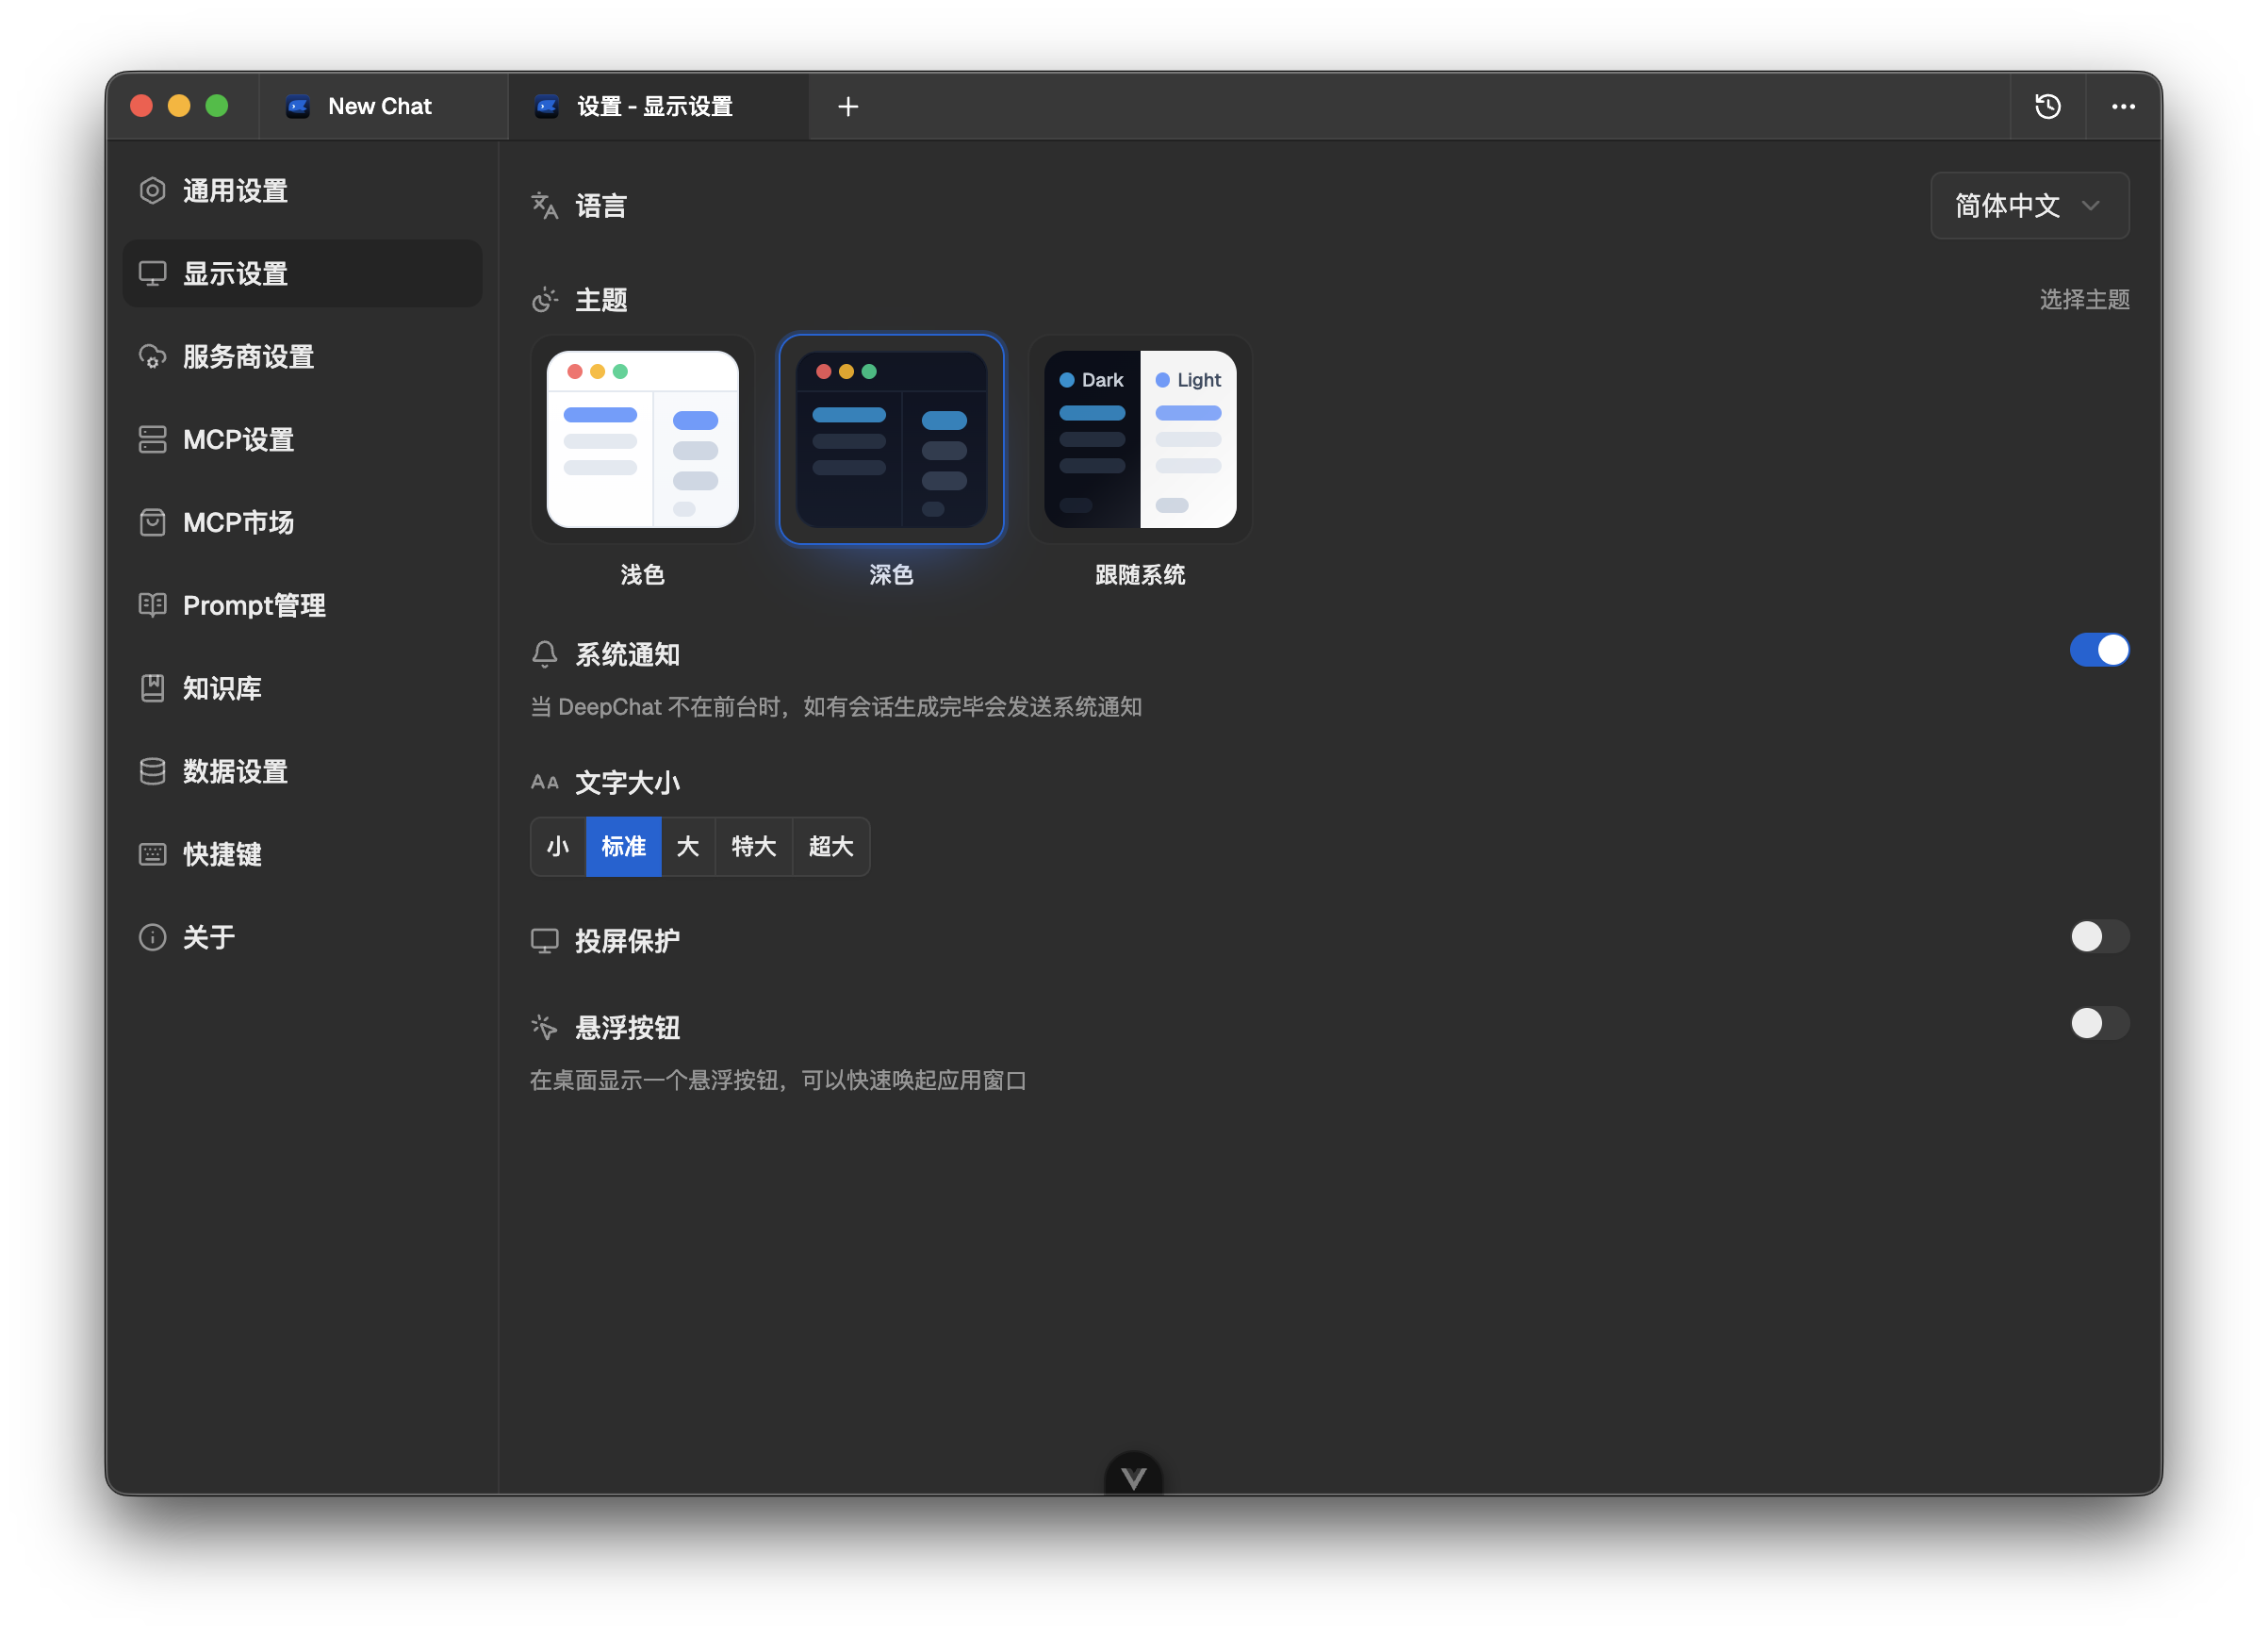 New Chat
设置 - 显示设置
通用设置
显示设置
服务商设置
MCP设置
MCP市场
Prompt管理
知识库
数据设置
快捷键
关于
语言
简体中文
主题
选择主题
Dark
Light
浅色
深色
跟随系统
系统通知
当 DeepChat 不在前台时，如有会话生成完毕会发送系统通知
文字大小
小 标准 大 特大 超大
投屏保护
悬浮按钮
在桌面显示一个悬浮按钮，可以快速唤起应用窗口